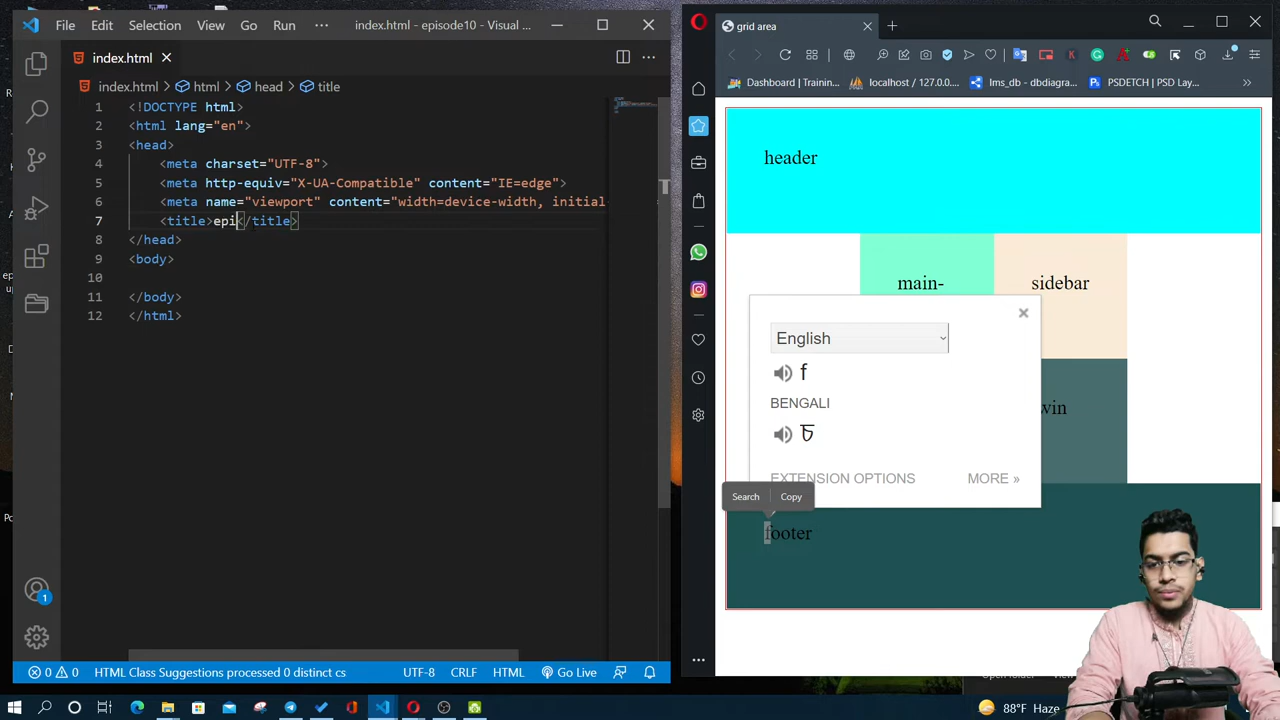 File Edit Selection ··· index.html - episode10 - Visual ...
index.html
index.html > html > head > title
1 <!DOCTYPE html>
2 <html lang="en">
3 <head>
4 <meta charset="UTF-8">
5 <meta http-equiv="X-UA-Compatible" content="IE=edge">
6 <meta name="viewport" content="width=device-width, initial
7 <title>epi</title>
8 </head>
9 <body>
10
11 </body>
12 </html>
1
0 0 HTML Class Suggestions processed 0 distinct cs UTF-8 CRLF HTML Go Live
grid area
Dashboard | Trainin... localhost / 127.0.0.... lms_db - dbdiagra... PSDETCH | PSD Lay... »
header
main-
sidebar
English
f
BENGALI
চ
EXTENSION OPTIONS MORE »
win
Search Copy
footer
Open folder
88°F Haze